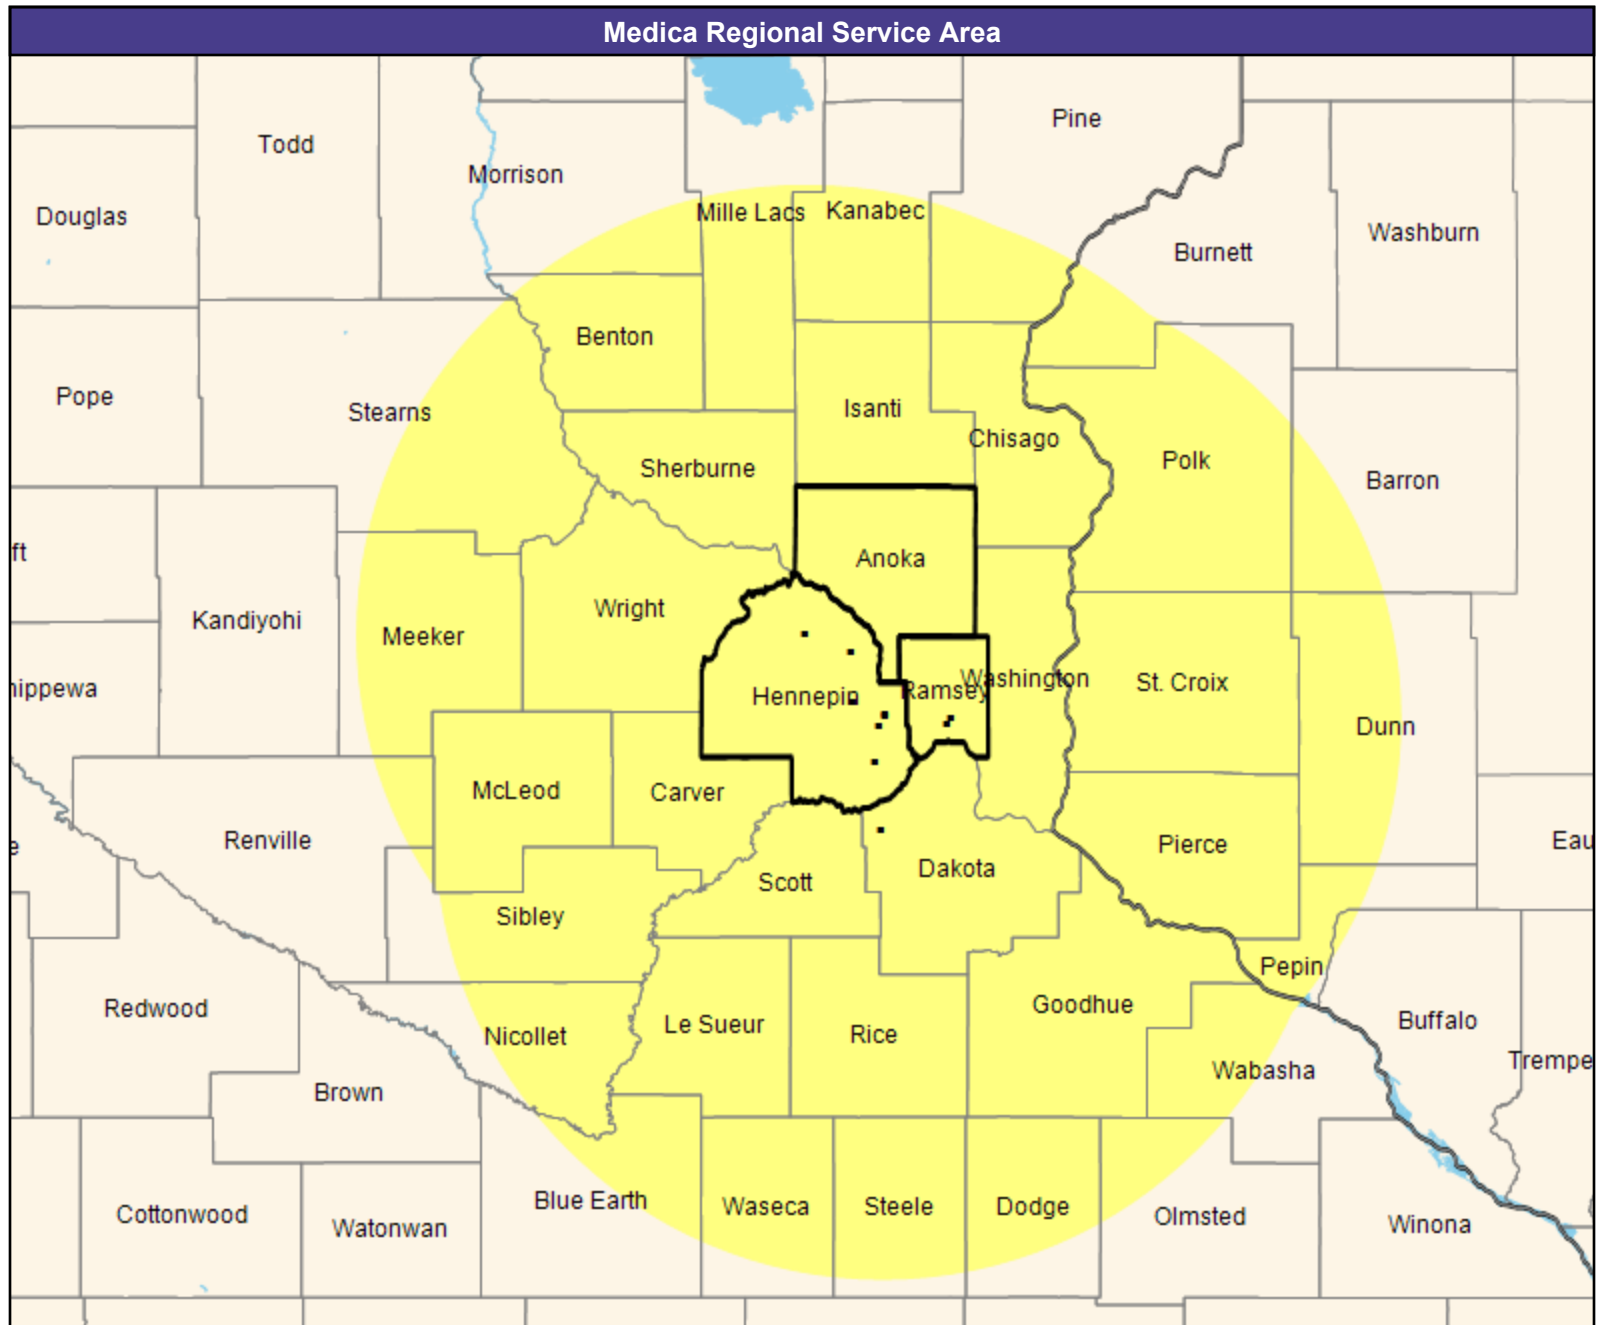 Medica Regional Service Area
Pine
Todd
Morrison
Douglas
Mille Lacs
Kanabec
Washburn
Burnett
Benton
Pope
Stearns
Isanti
Chisago
Sherburne
Polk
Barron
ft
Anoka
Kandiyohi
Wright
Meeker
hippewa
Hennepin
Ramsey
Washington
St. Croix
Dunn
McLeod
Carver
Renville
e
Pierce
Eau
Scott
Dakota
Sibley
Pepin
Redwood
Goodhue
Nicollet
Le Sueur
Rice
Buffalo
Trempe
Wabasha
Brown
Blue Earth
Waseca
Steele
Dodge
Olmsted
Cottonwood
Watonwan
Winona